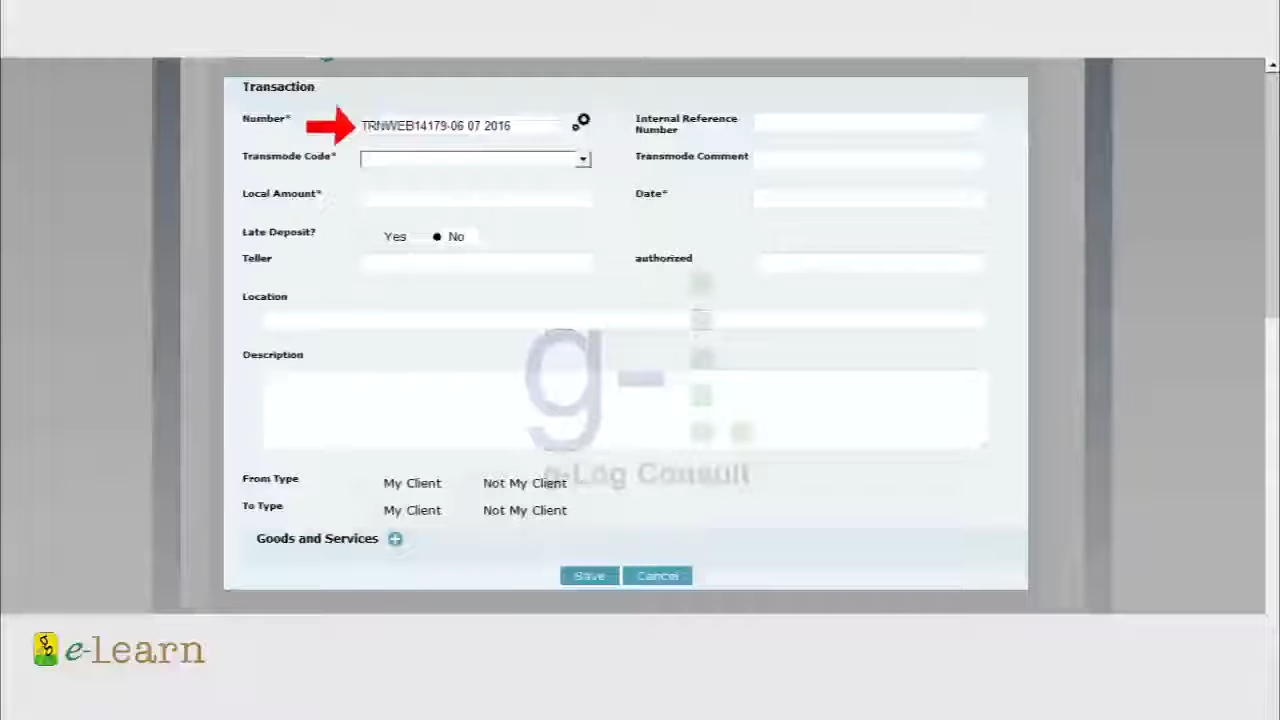 Transaction
Number*
TRNWEB14179-06 07 2016
Internal Reference
Number
Transmode Code*
Transmode Comment
Local Amount*
Date*
Late Deposit?
Yes
No
Teller
authorized
Location
Description
g-
e-Log Consult
From Type
My Client
Not My Client
To Type
My Client
Not My Client
Goods and Services
Save
Cancel
e-Learn